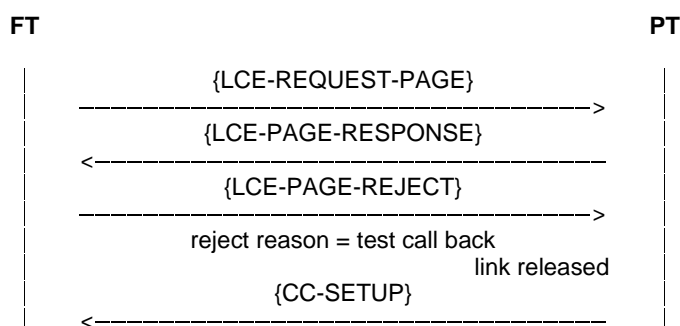 FT PT
{LCE-REQUEST-PAGE}
{LCE-PAGE-RESPONSE}
{LCE-PAGE-REJECT}
reject reason = test call back
link released
{CC-SETUP}